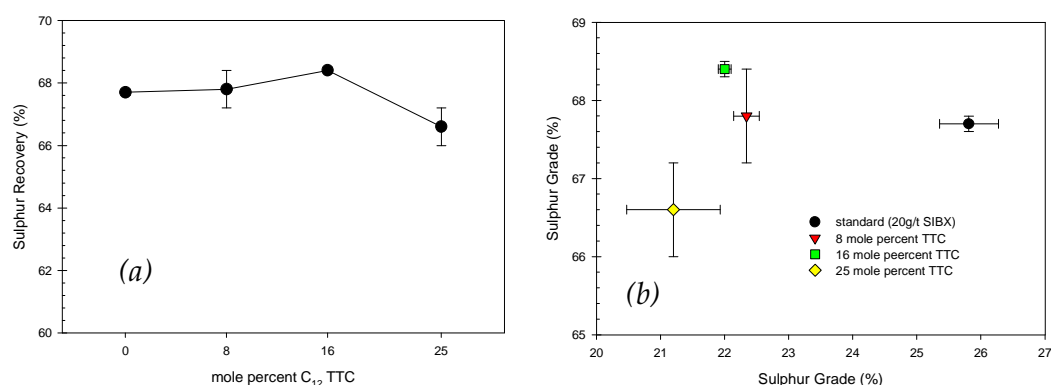 70
68
66
64
62
60
Sulphur Recovery (%)
(a)
0 8 16 25
mole percent C₁₂ TTC
69
68
67
66
65
Sulphur Grade (%)
standard (20g/t SIBX)
8 mole percent TTC
16 mole peercent TTC
25 mole percent TTC
(b)
20 21 22 23 24 25 26 27
Sulphur Grade (%)